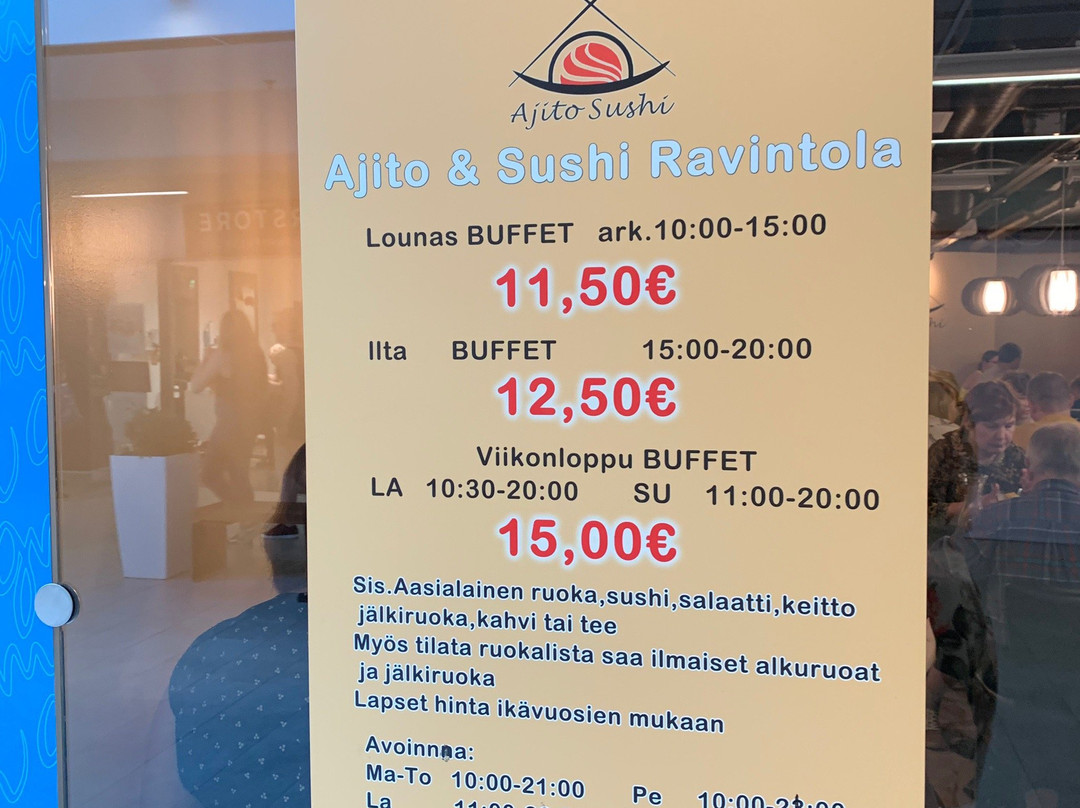 Ajito Sushi
Ajito & Sushi Ravintola
Lounas BUFFET ark.10:00-15:00
11,50€
Ilta BUFFET 15:00-20:00
12,50€
Viikonloppu BUFFET
LA 10:30-20:00 SU 11:00-20:00
15,00€
Sis.Aasialainen ruoka,sushi,salaatti,keitto
jälkiruoka,kahvi tai tee
Myös tilata ruokalista saa ilmaiset alkuruoat
ja jälkiruoka
Lapset hinta ikävuosien mukaan
Avoinnna:
Ma-To 10:00-21:00 Pe
La